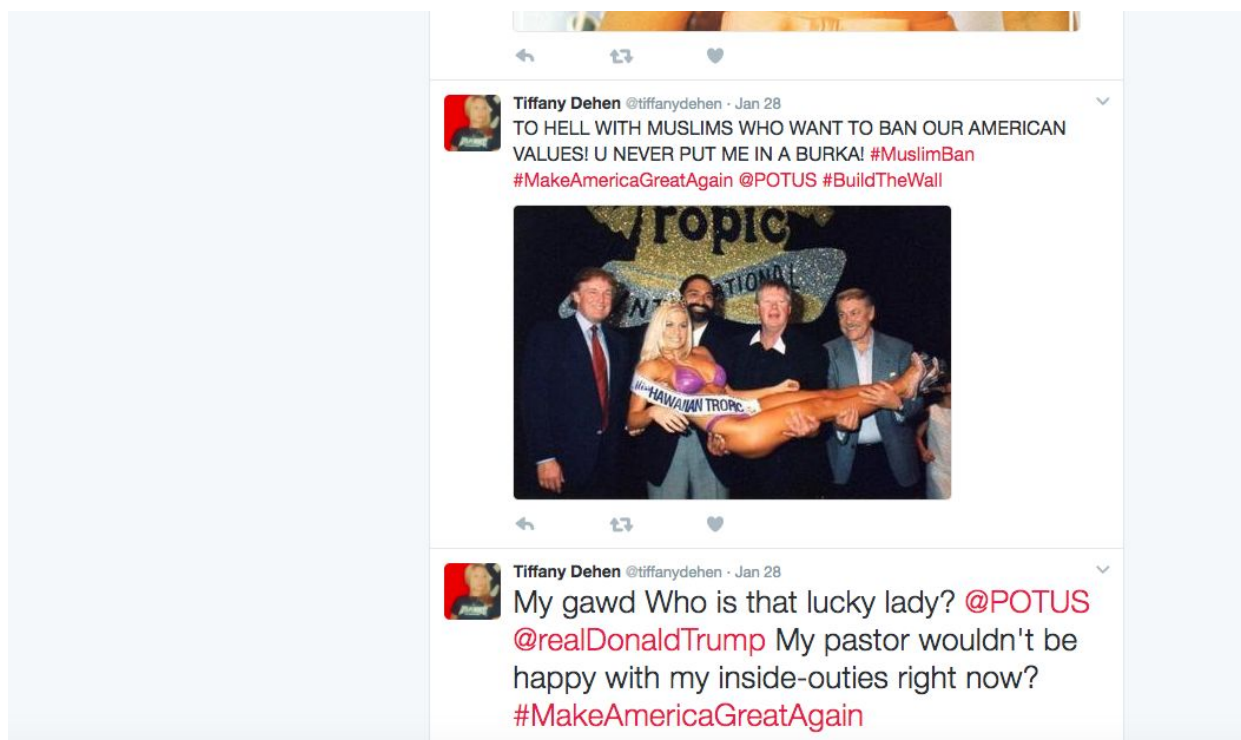 Tiffany Dehen @tiffanydehen · Jan 28
TO HELL WITH MUSLIMS WHO WANT TO BAN OUR AMERICAN
VALUES! U NEVER PUT ME IN A BURKA! #MuslimBan
#MakeAmericaGreatAgain @POTUS #BuildTheWall
Tropic
INTERNATIONAL
HAWAIIAN TROPIC
Tiffany Dehen @tiffanydehen · Jan 28
My gawd Who is that lucky lady? @POTUS
@realDonaldTrump My pastor wouldn't be
happy with my inside-outies right now?
#MakeAmericaGreatAgain